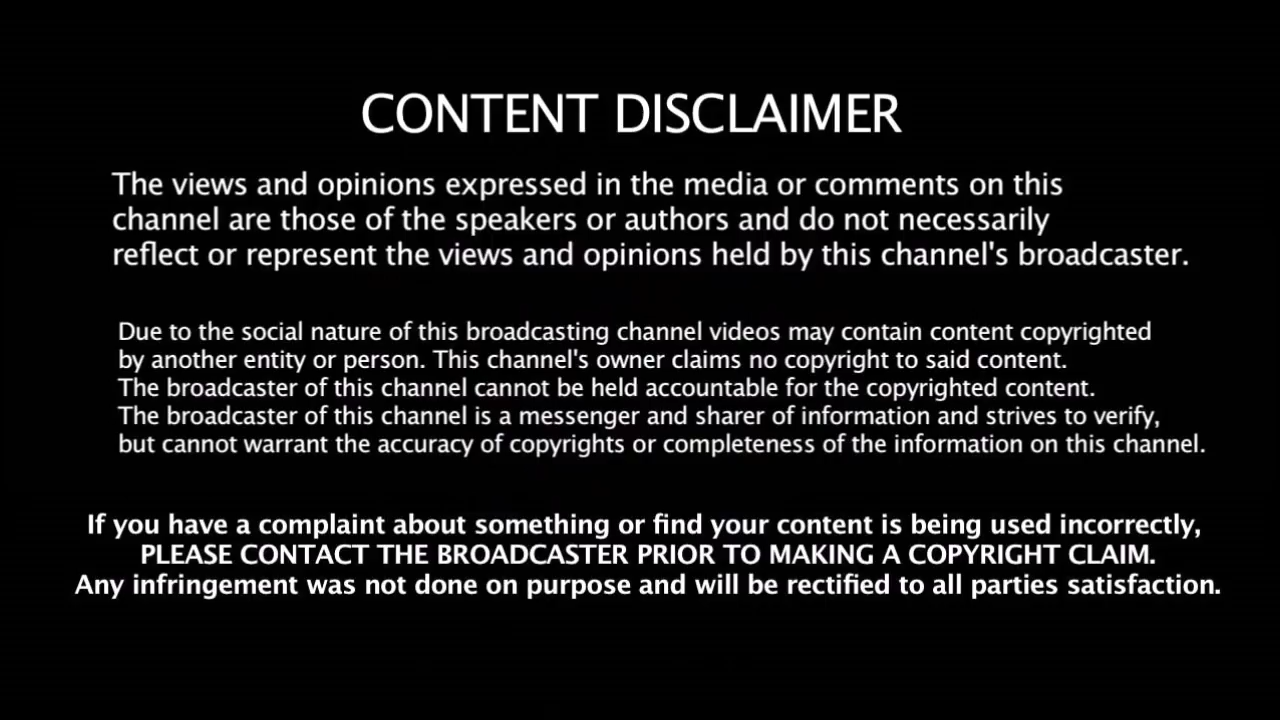 CONTENT DISCLAIMER
The views and opinions expressed in the media or comments on this
channel are those of the speakers or authors and do not necessarily
reflect or represent the views and opinions held by this channel's broadcaster.
Due to the social nature of this broadcasting channel videos may contain content copyrighted
by another entity or person. This channel's owner claims no copyright to said content.
The broadcaster of this channel cannot be held accountable for the copyrighted content.
The broadcaster of this channel is a messenger and sharer of information and strives to verify,
but cannot warrant the accuracy of copyrights or completeness of the information on this channel.
If you have a complaint about something or find your content is being used incorrectly,
PLEASE CONTACT THE BROADCASTER PRIOR TO MAKING A COPYRIGHT CLAIM.
Any infringement was not done on purpose and will be rectified to all parties satisfaction.